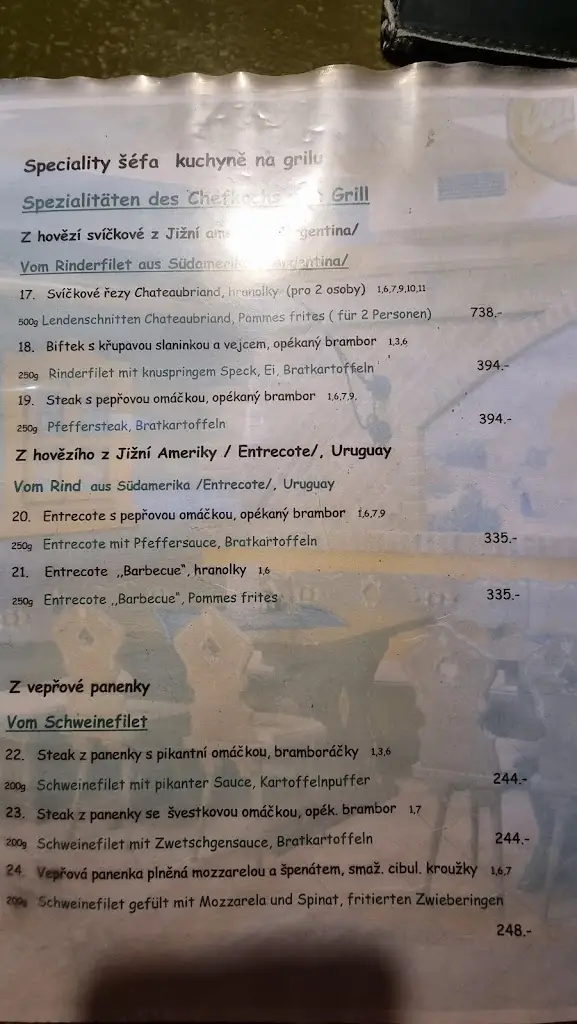 Speciality šéfa kuchyně na grilu
Spezialitäten des Grill
Z hovězí svíčkové z Jižní
Vom Rinderfilet aus Südamerika
17. Svíčkové řezy Chateaubriand, hranolky (pro 2 osoby) 1,6,7,9,10,11
500g Lendenschnitten Chateaubriand, Pommes frites ( für 2 Personen) 738.-
18. Biftek s křupavou slaninkou a vejcem, opékaný brambor 1,3,6
250g Rinderfilet mit knuspringem Speck, Ei, Bratkartoffeln 394.-
19. Steak s pepřovou omáčkou, opékaný brambor 1,6,7,9.
250g Pfeffersteak, Bratkartoffeln 394.-
Z hovězího z Jižní Ameriky / Entrecote/, Uruguay
Vom Rind aus Südamerika /Entrecote/, Uruguay
20. Entrecote s pepřovou omáčkou, opékaný brambor 1,6,7,9
250g Entrecote mit Pfeffersauce, Bratkartoffeln 335.-
21. Entrecote „Barbecue", hranolky 1,6
250g Entrecote „Barbecue", Pommes frites 335.-
Z vepřové panenky
Vom Schweinefilet
22. Steak z panenky s pikantní omáčkou, bramboráčky 1,3,6
200g Schweinefilet mit pikanter Sauce, Kartoffelnpuffer 244.-
23. Steak z panenky se švestkovou omáčkou, opék. brambor 1,7
200g Schweinefilet mit Zwetschgensauce, Bratkartoffeln 244.-
24 Vepřová panenka plněná mozzarelou a špenátem, smaž. cibul. kroužky 1,6,7
200g Schweinefilet gefült mit Mozzarela und Spinat, fritierten Zwieberingen
248.-